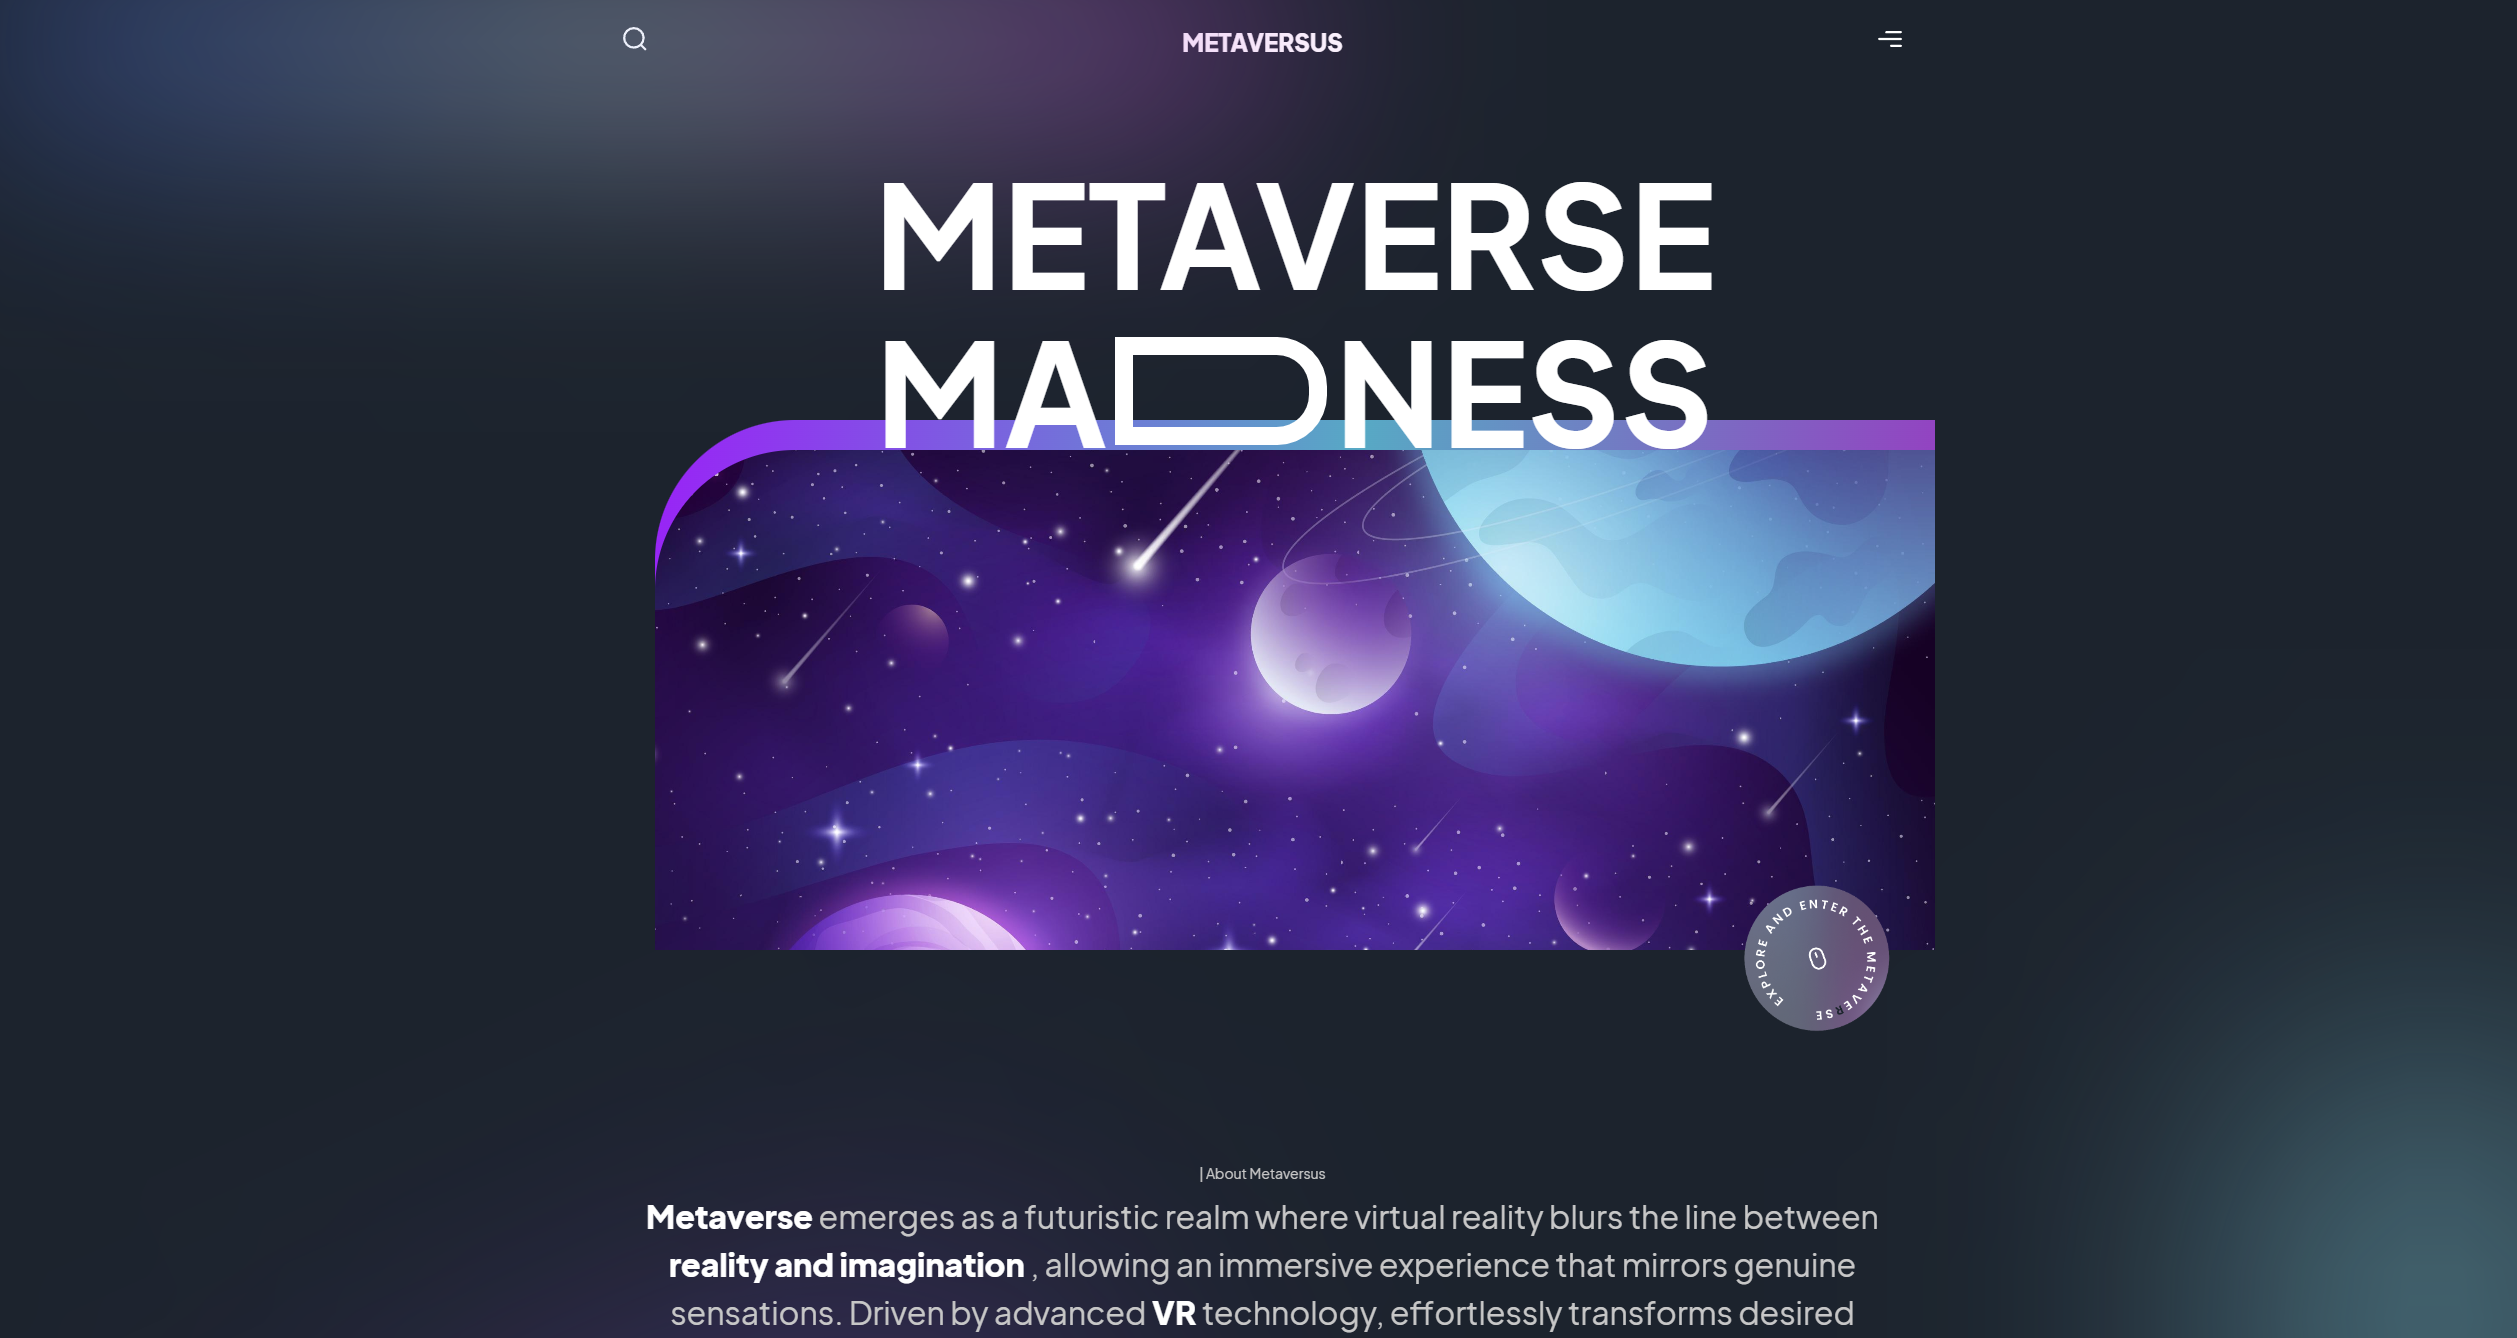 METAVERSUS
METAVERSE
MADNESS
EXPLORE AND ENTER THE METAVERSE
| About Metaversus
Metaverse emerges as a futuristic realm where virtual reality blurs the line between
reality and imagination , allowing an immersive experience that mirrors genuine
sensations. Driven by advanced VR technology, effortlessly transforms desired